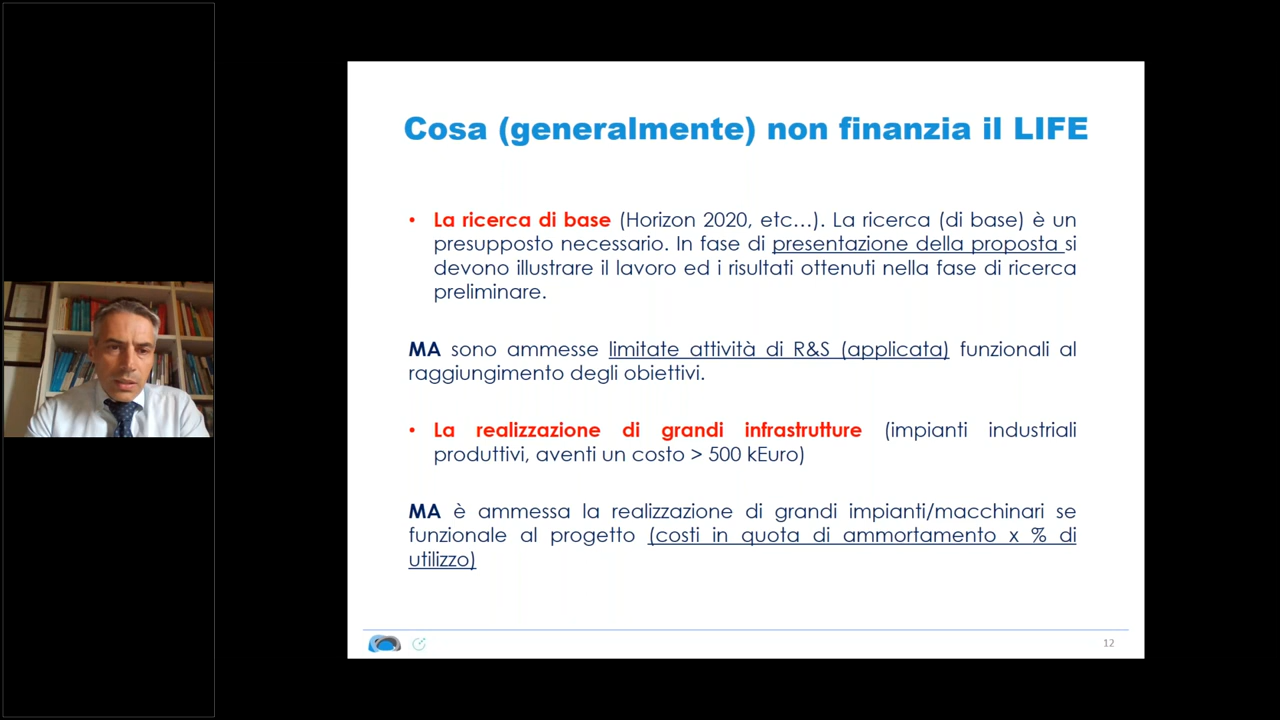 Cosa (generalmente) non finanzia il LIFE
• La ricerca di base (Horizon 2020, etc...). La ricerca (di base) è un
presupposto necessario. In fase di presentazione della proposta si
devono illustrare il lavoro ed i risultati ottenuti nella fase di ricerca
preliminare.
MA sono ammesse limitate attività di R&S (applicata) funzionali al
raggiungimento degli obiettivi.
• La realizzazione di grandi infrastrutture (impianti industriali
produttivi, aventi un costo > 500 kEuro)
MA è ammessa la realizzazione di grandi impianti/macchinari se
funzionale al progetto (costi in quota di ammortamento x % di
utilizzo)
12